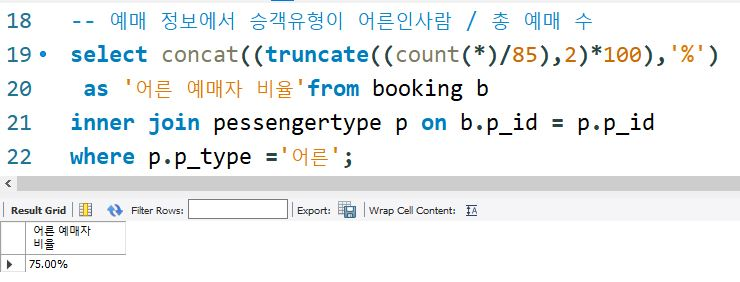 18 -- 예매 정보에서 승객유형이 어른인사람 / 총 예매 수
19 select concat((truncate((count(*)/85),2)*100),'%')
20 as '어른 예매자 비율'from booking b
21 inner join pessengertype p on b.p_id = p.p_id
22 where p.p_type ='어른';
Result Grid Filter Rows: Export: Wrap Cell Content:
어른 예매자
비율
75.00%